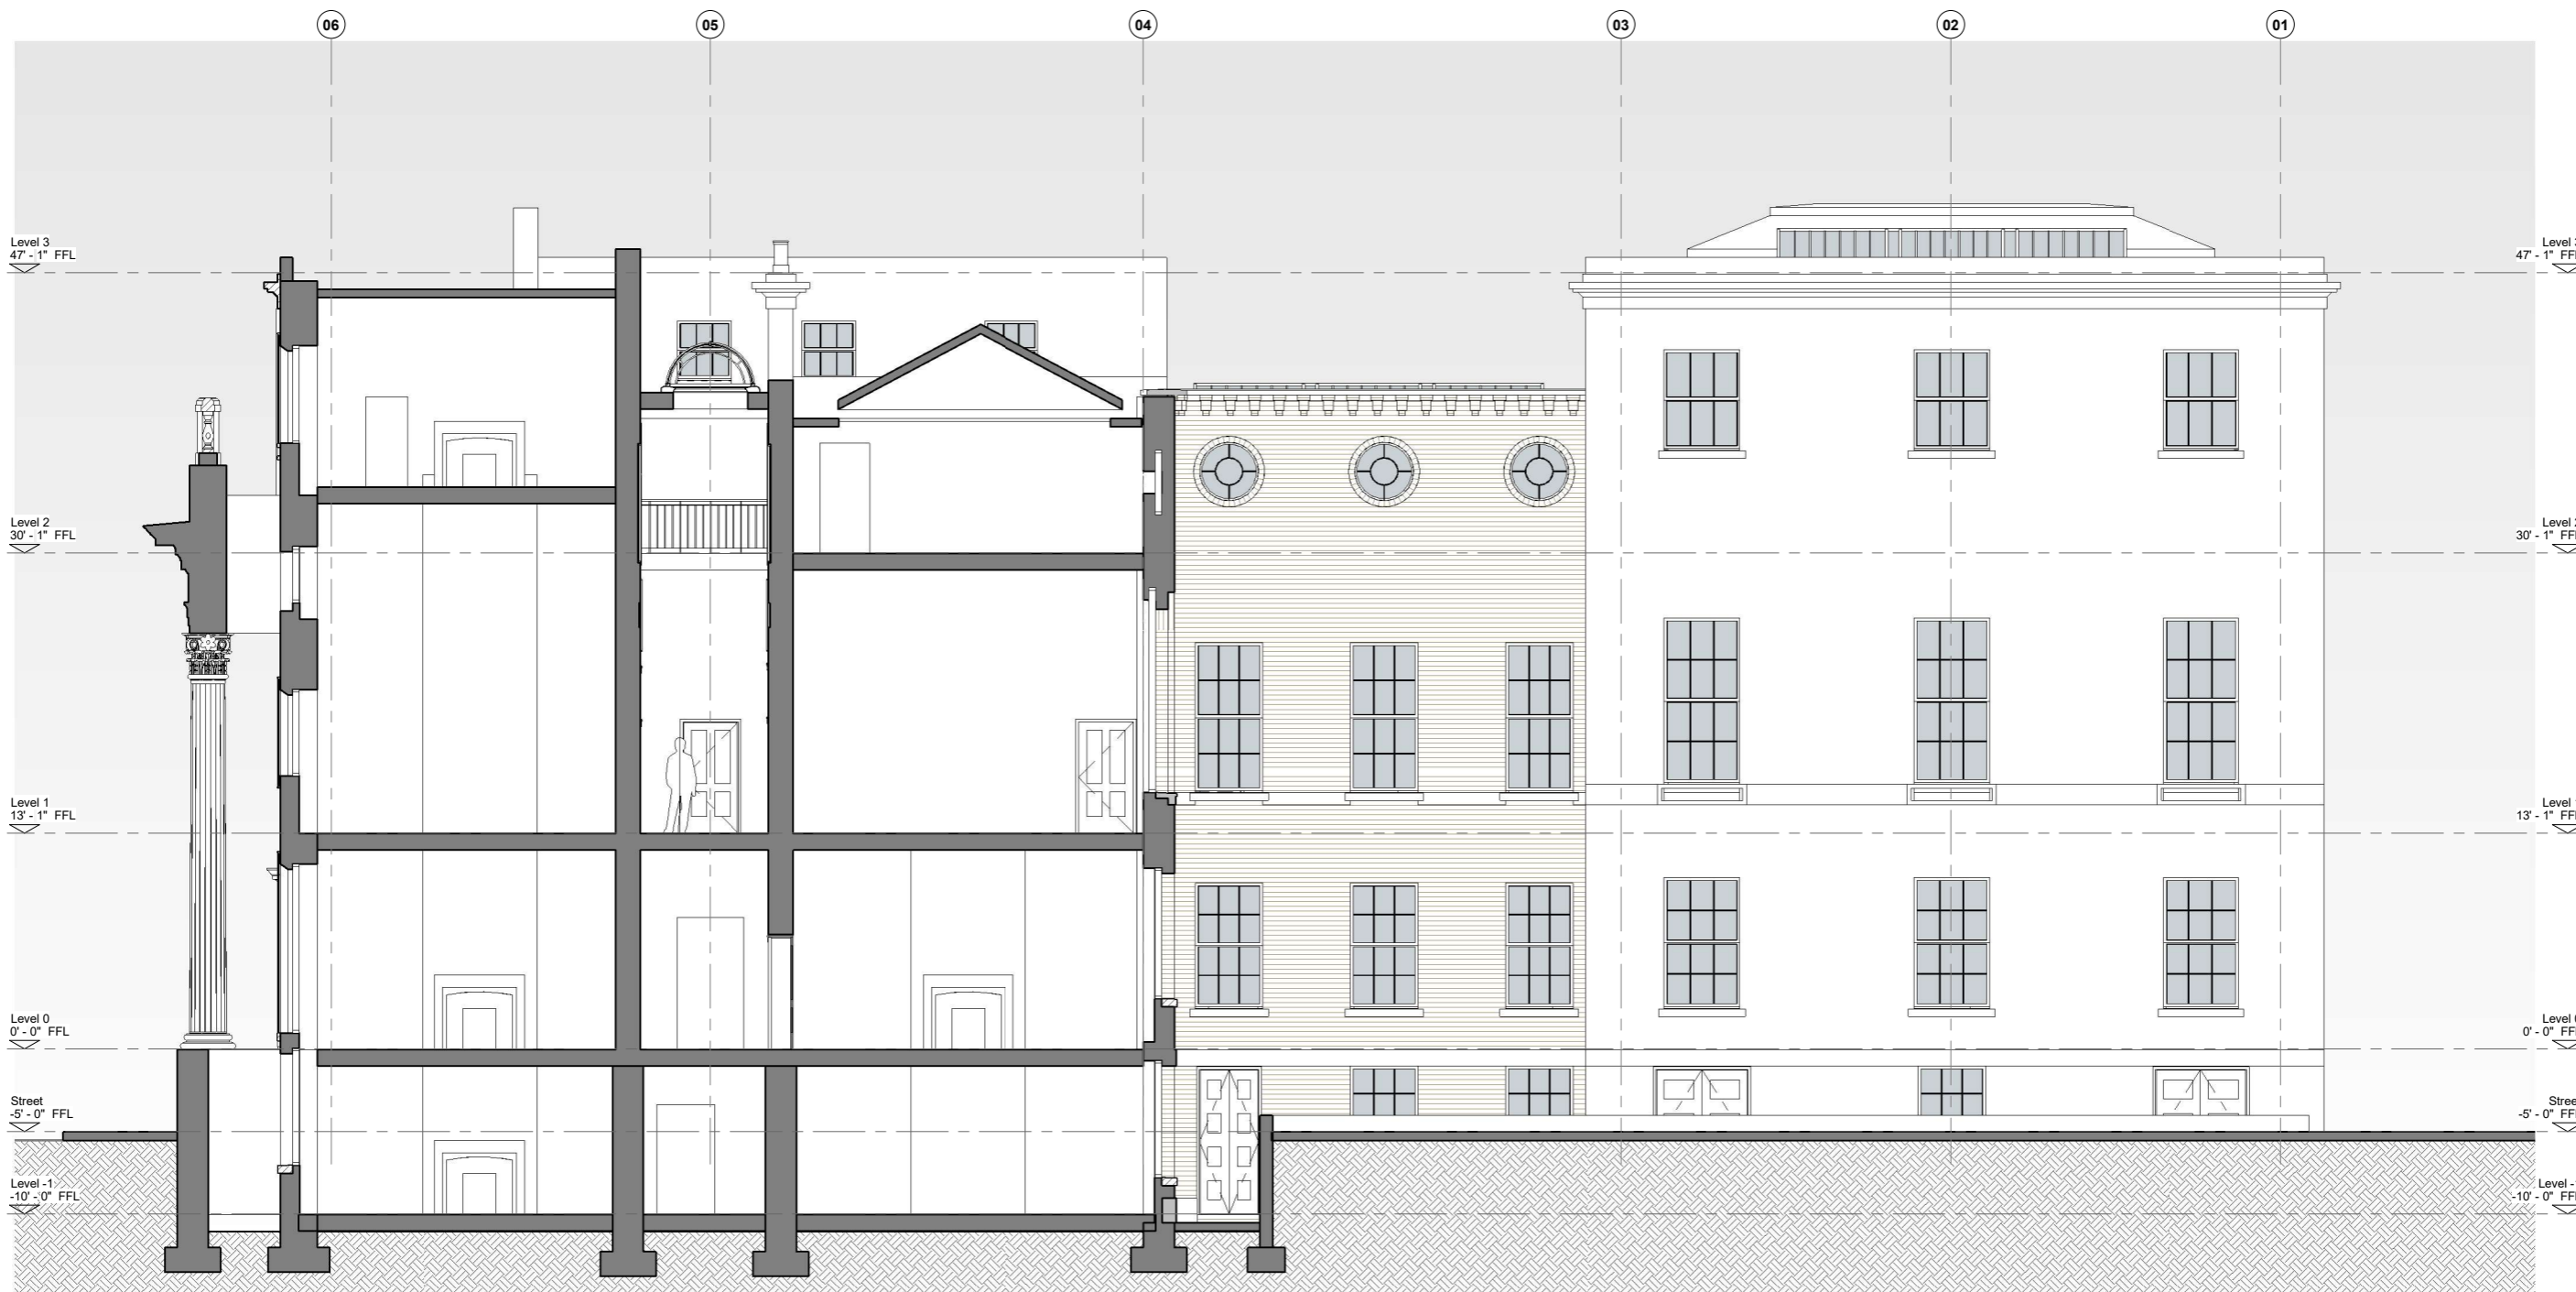 06 05 04 03 02 01
Level 3
47' - 1" FFL
Level 2
30' - 1" FFL
Level 1
13' - 1" FFL
Level 0
0' - 0" FFL
Street
-5' - 0" FFL
Level -1
-10' - 0" FFL
Level
47' - 1" FF
Level
30' - 1" FF
Level
13' - 1" FF
Level
0' - 0" FF
Stree
-5' - 0" FF
Level -
-10' - 0" FF